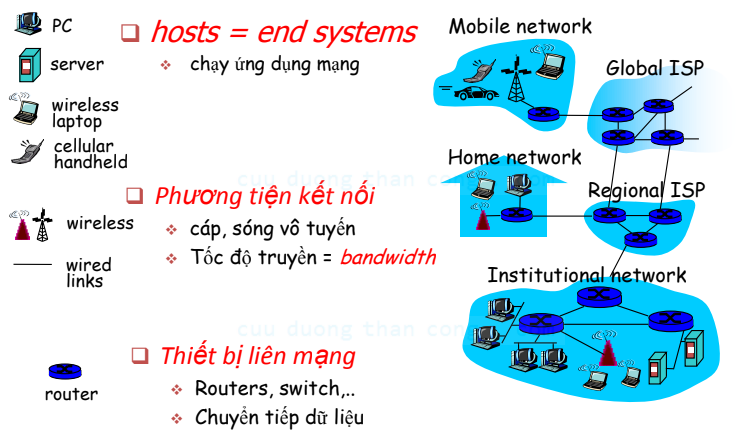 PC
server
wireless
laptop
cellular
handheld
wireless
wired
links
router
hosts = end systems
chạy ứng dụng mạng
Phương tiện kết nối
cáp, sóng vô tuyến
Tốc độ truyền = bandwidth
Thiết bị liên mạng
Routers, switch,..
Chuyển tiếp dữ liệu
Mobile network
Global ISP
Home network
Regional ISP
Institutional network
cuu duong than cong
cuu duong than cong